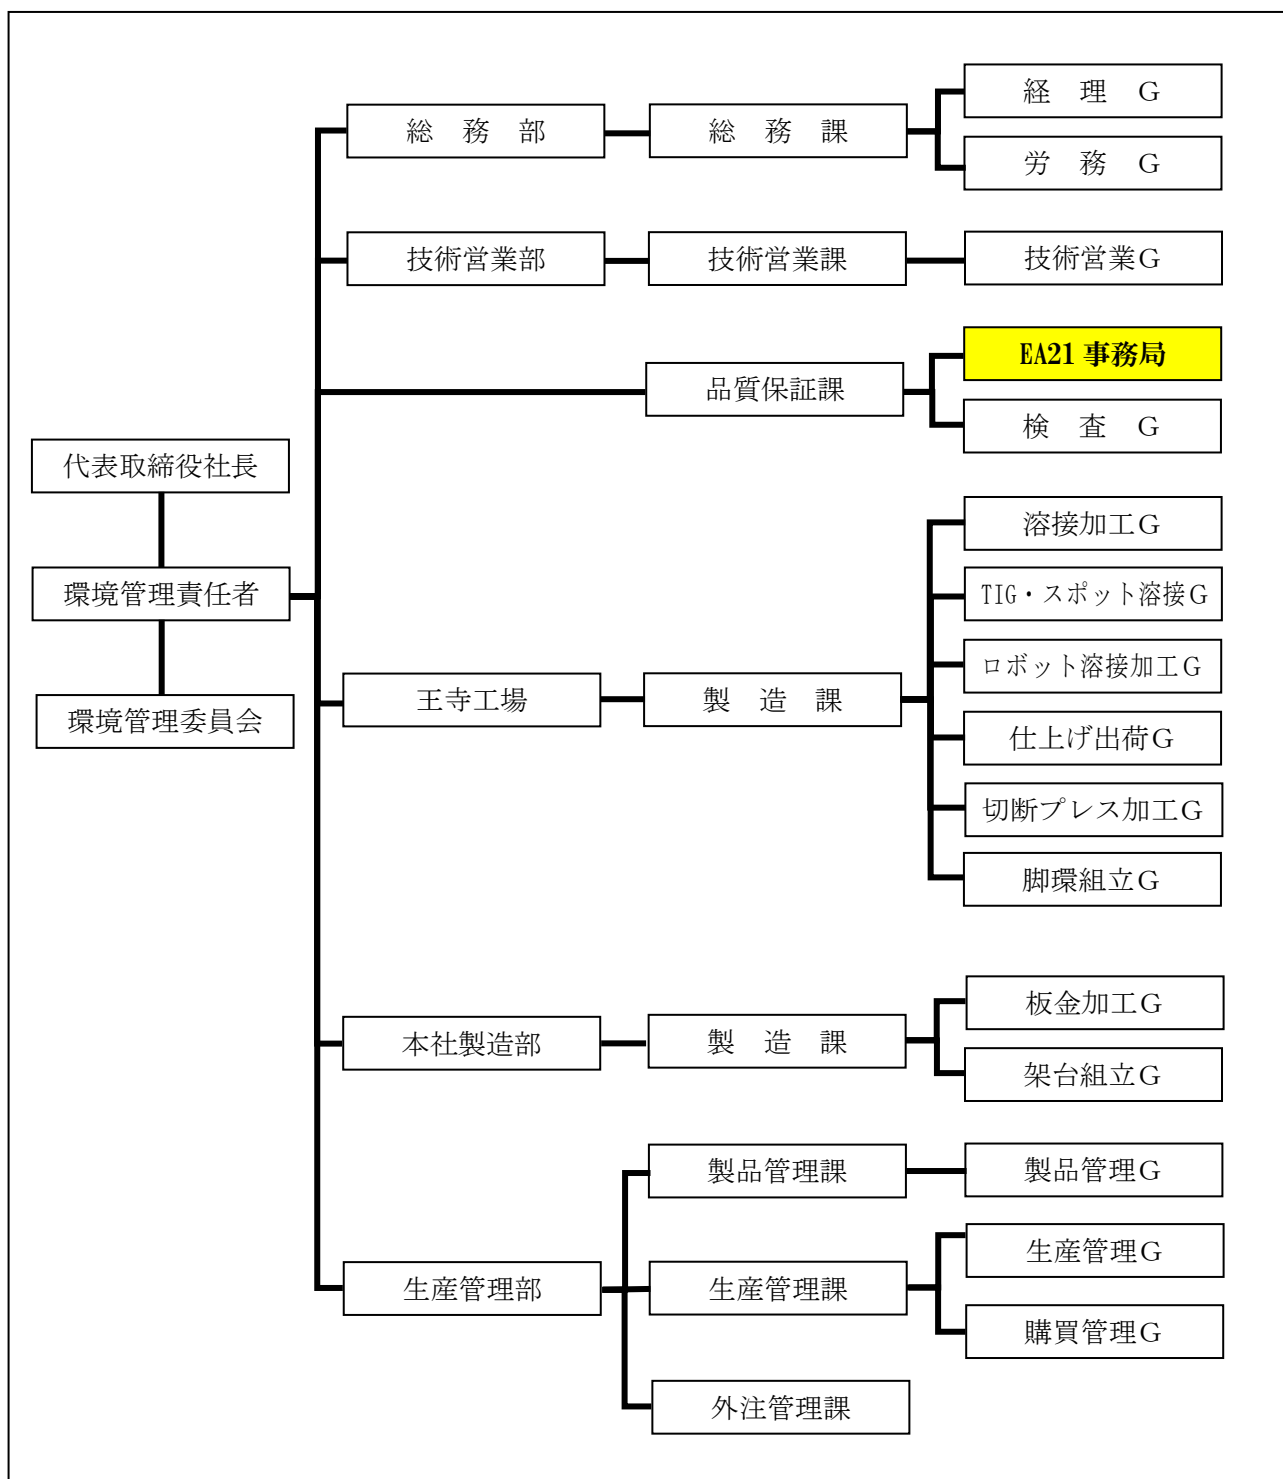 経　理　Ｇ
総　務　部
総　務　課
労　務　Ｇ
技術営業部
技術営業課
技術営業Ｇ
EA21 事務局
品質保証課
検　査　Ｇ
代表取締役社長
環境管理責任者
環境管理委員会
溶接加工Ｇ
TIG・スポット溶接Ｇ
ロボット溶接加工Ｇ
王寺工場
製　造　課
仕上げ出荷Ｇ
切断プレス加工Ｇ
脚環組立Ｇ
板金加工Ｇ
本社製造部
製　造　課
架台組立Ｇ
製品管理課
製品管理Ｇ
生産管理部
生産管理課
生産管理Ｇ
購買管理Ｇ
外注管理課